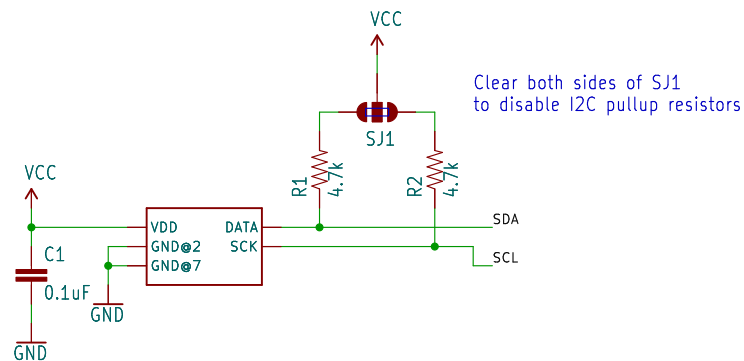 VCC
Clear both sides of SJ1
to disable I2C pullup resistors
SJ1
R1
4.7k
R2
4.7k
VCC
VDD
DATA
SDA
GND@2
SCK
GND@7
SCL
C1
0.1uF
GND
GND